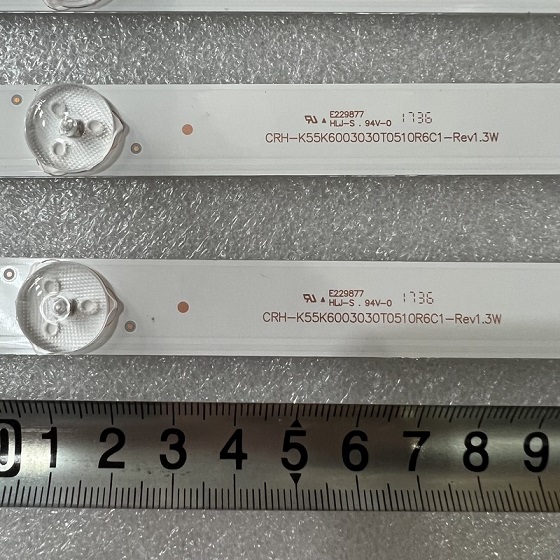 E229877
HLJ-S . 94V-0 1736
CRH-K55K6003030T0510R6C1-Rev1.3W
E229877
HLJ-S . 94V-0 1736
CRH-K55K6003030T0510R6C1-Rev1.3W
0 1 2 3 4 5 6 7 8 9